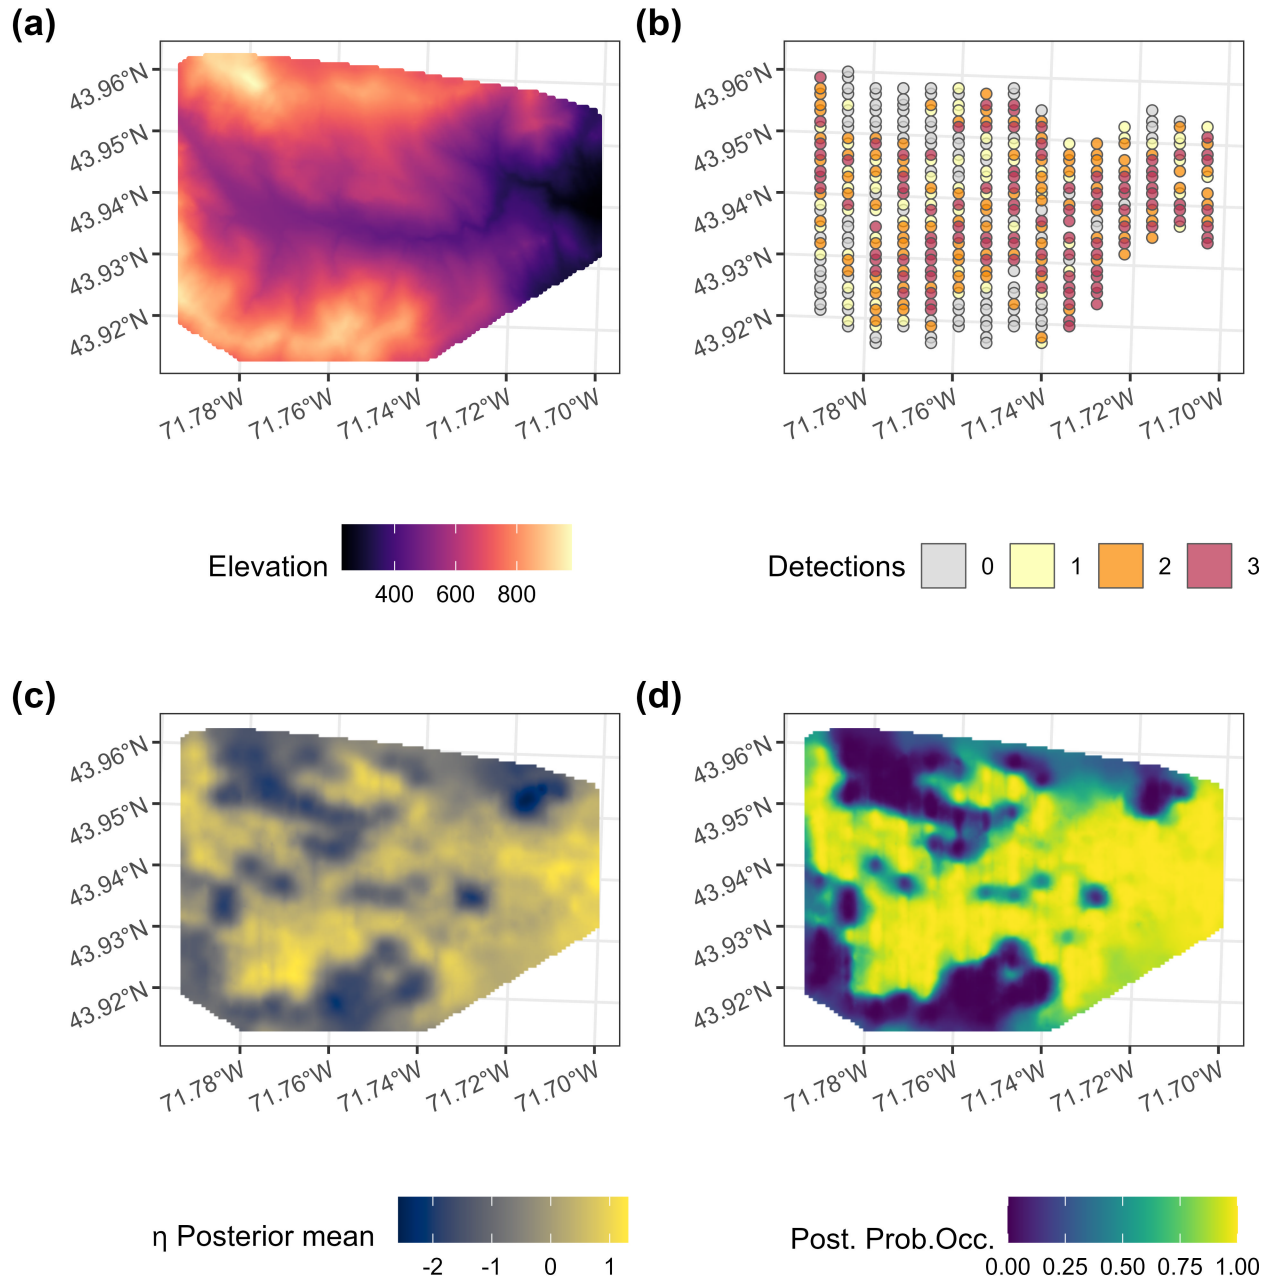 (a)
43.96°N
43.95°N
43.94°N
43.93°N
43.92°N
71.78°W 71.76°W 71.74°W 71.72°W 71.70°W
Elevation
400 600 800
(b)
43.96°N
43.95°N
43.94°N
43.93°N
43.92°N
71.78°W 71.76°W 71.74°W 71.72°W 71.70°W
Detections 0 1 2 3
(c)
43.96°N
43.95°N
43.94°N
43.93°N
43.92°N
71.78°W 71.76°W 71.74°W 71.72°W 71.70°W
η Posterior mean
-2 -1 0 1
(d)
43.96°N
43.95°N
43.94°N
43.93°N
43.92°N
71.78°W 71.76°W 71.74°W 71.72°W 71.70°W
Post. Prob.Occ.
0.00 0.25 0.50 0.75 1.00